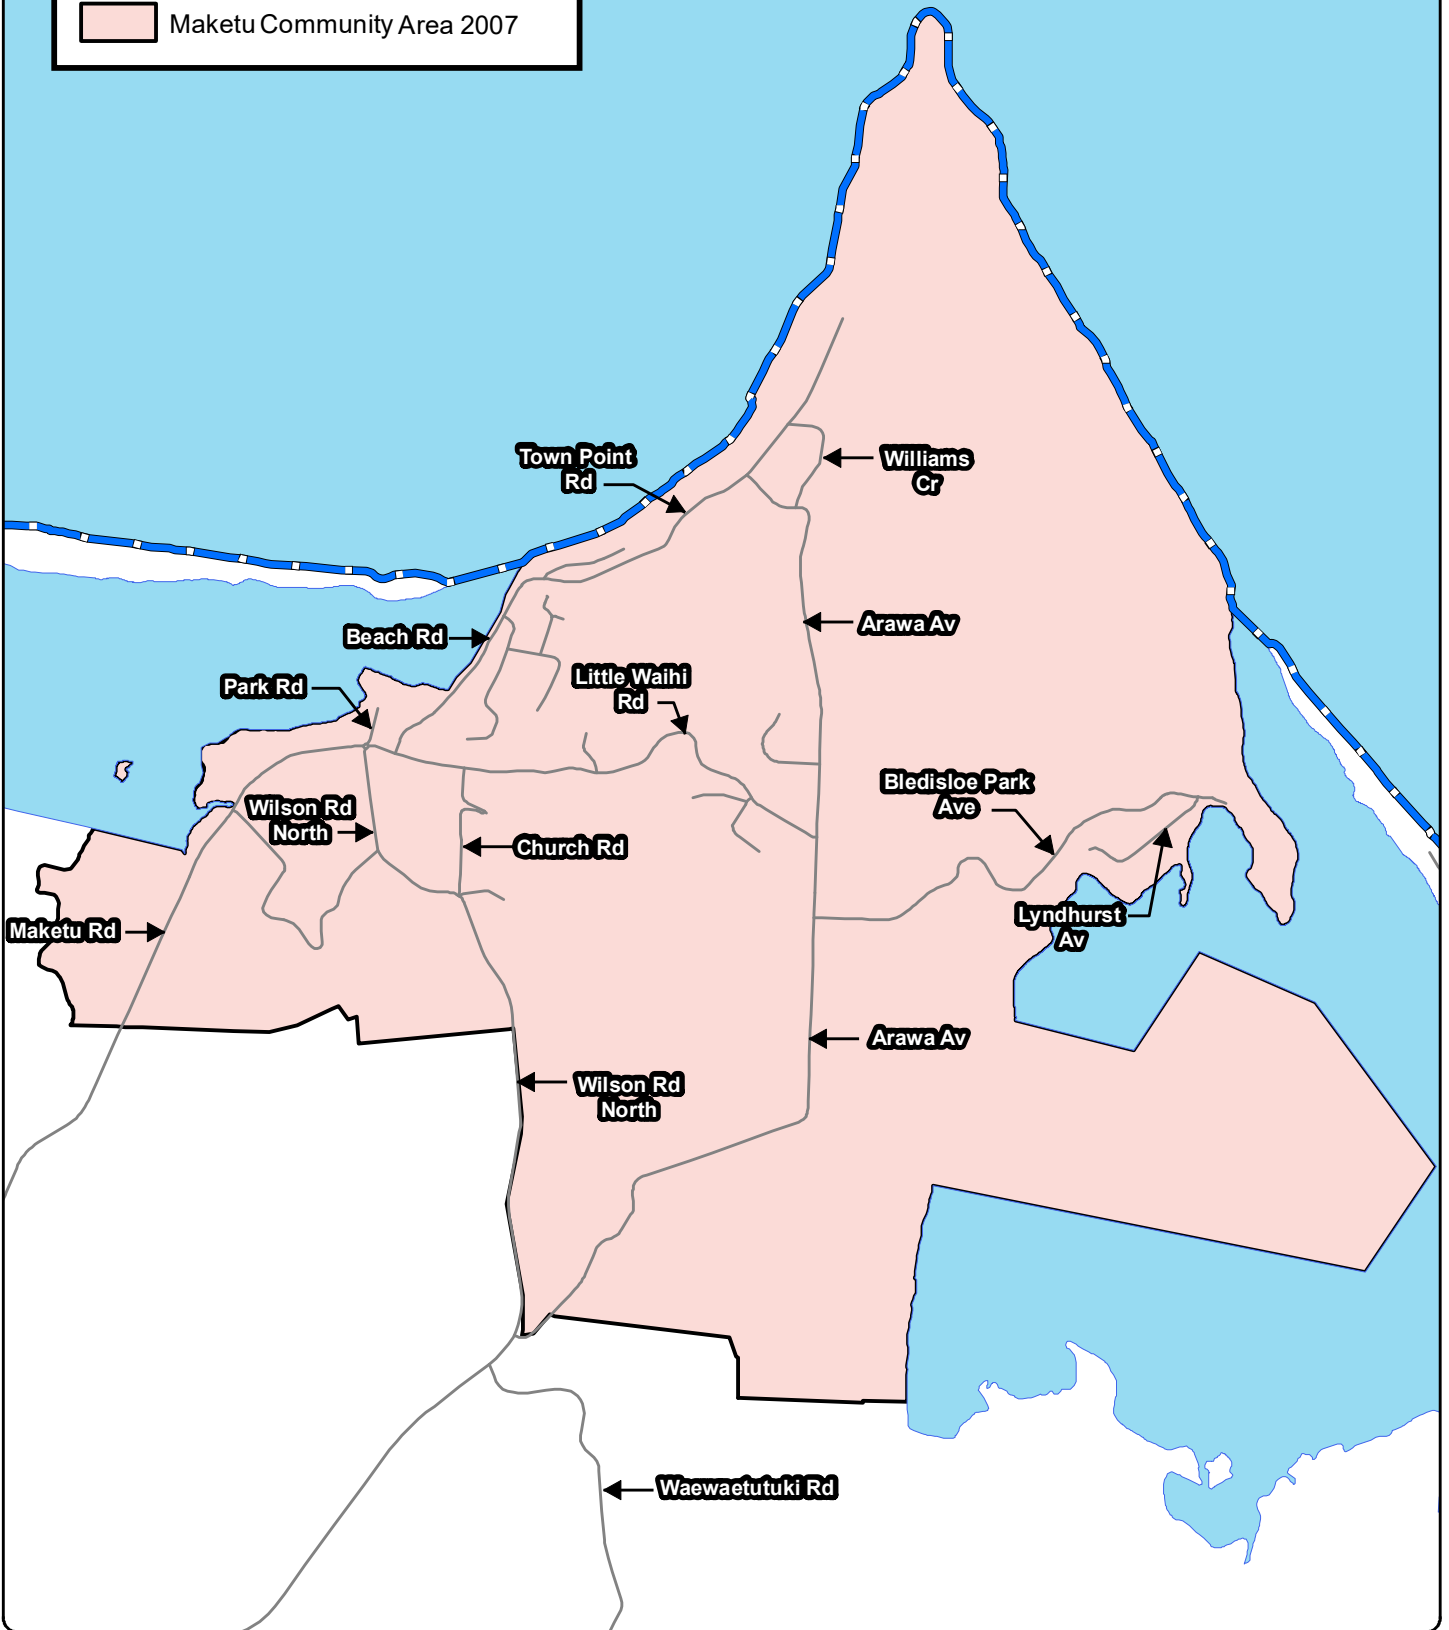 Maketu Community Area 2007
Town Point
Rd
Williams
Cr
Beach Rd
Arawa Av
Park Rd
Little Waihi
Rd
Bledisloe Park
Ave
Wilson Rd
North
Church Rd
Lyndhurst
Av
Maketu Rd
Arawa Av
Wilson Rd
North
Waewaetutuki Rd